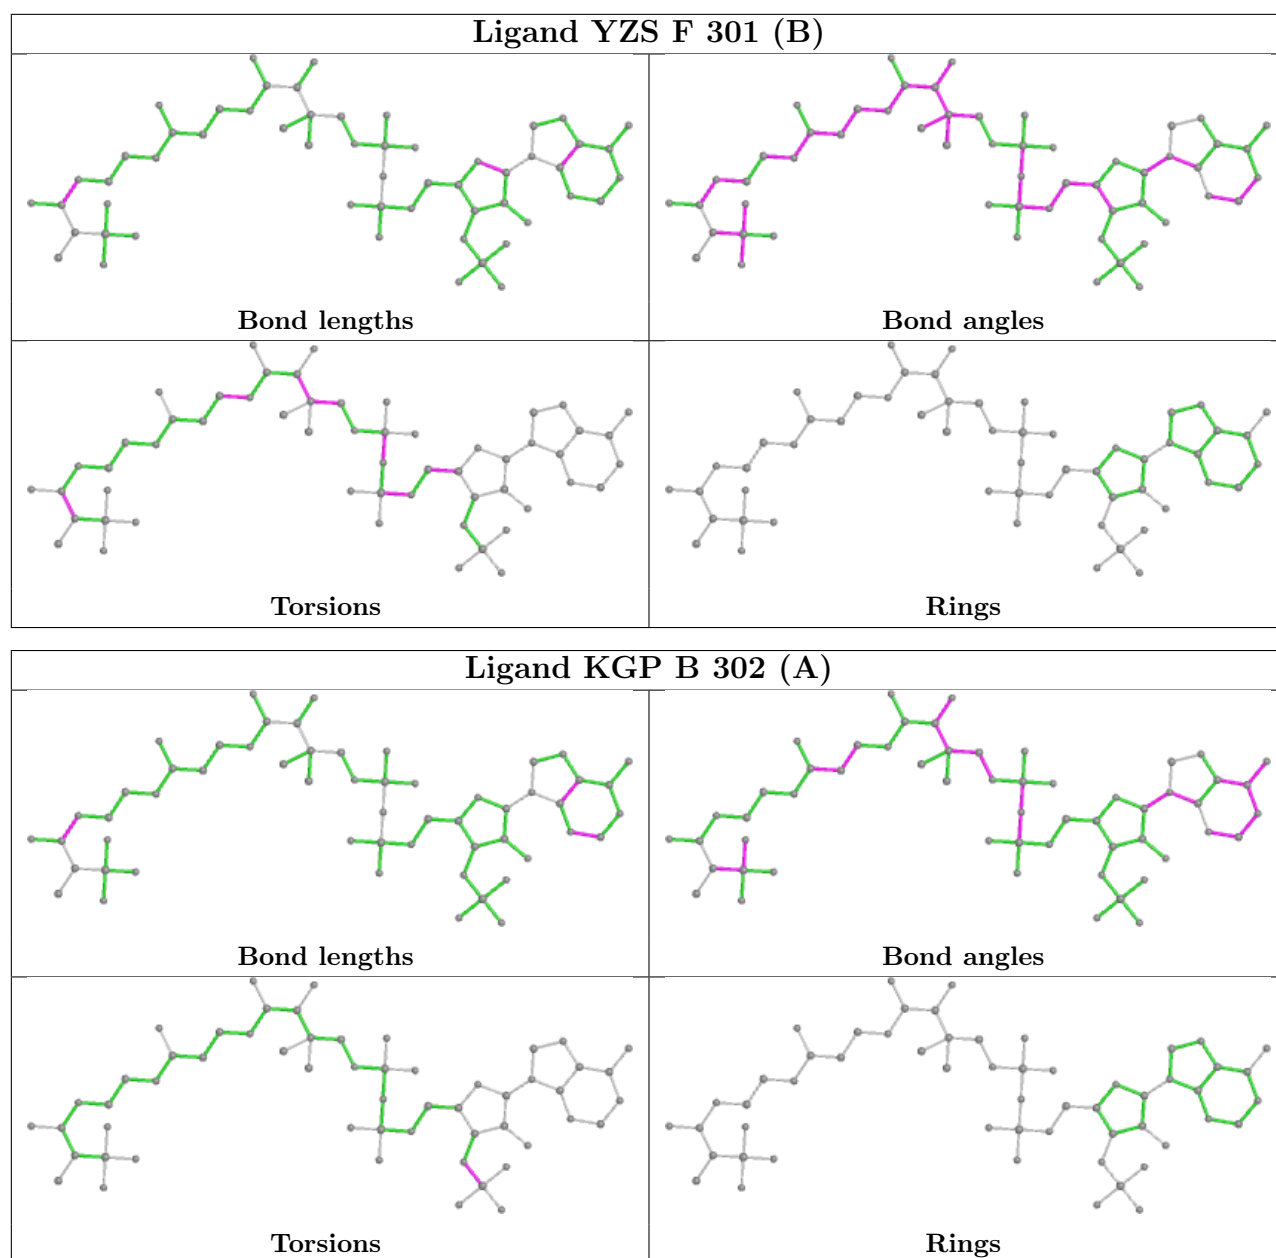 Ligand YZS F 301 (B)
Bond lengths
Bond angles
Torsions
Rings
Ligand KGP B 302 (A)
Bond lengths
Bond angles
Torsions
Rings